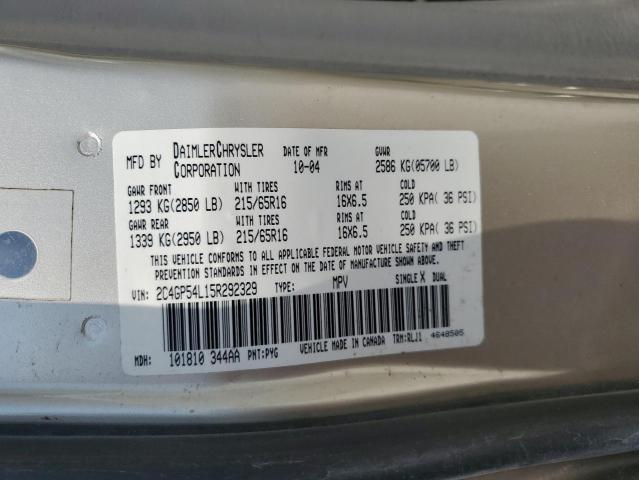 MFD BY DAIMLERCHRYSLER CORPORATION DATE OF MFR 10-04 GVWR 2586 KG(05700 LB)
GAWR FRONT WITH TIRES RIMS AT COLD
1293 KG(2850 LB) 215/65R16 16X6.5 250 KPA( 36 PSI)
GAWR REAR WITH TIRES RIMS AT COLD
1339 KG(2950 LB) 215/65R16 16X6.5 250 KPA( 36 PSI)
THIS VEHICLE CONFORMS TO ALL APPLICABLE FEDERAL MOTOR VEHICLE SAFETY AND THEFT
PREVENTION STANDARDS IN EFFECT ON THE DATE OF MANUFACTURE SHOWN ABOVE.
VIN: 2C4GP54L15R292329 TYPE: MPV SINGLE X DUAL
MDH: 101810 344AA PNT:PYG VEHICLE MADE IN CANADA TRM:RLJ1 4648505